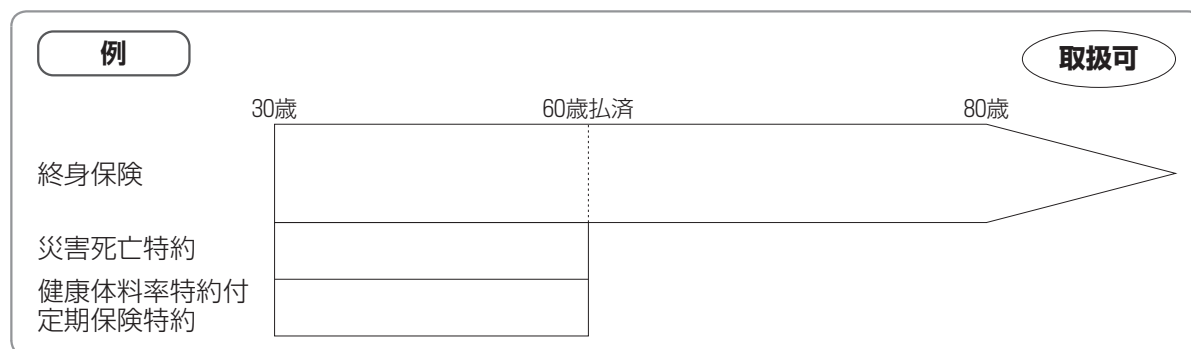 例
取扱可
30歳 60歳払済 80歳
終身保険
災害死亡特約
健康体料率特約付
定期保険特約